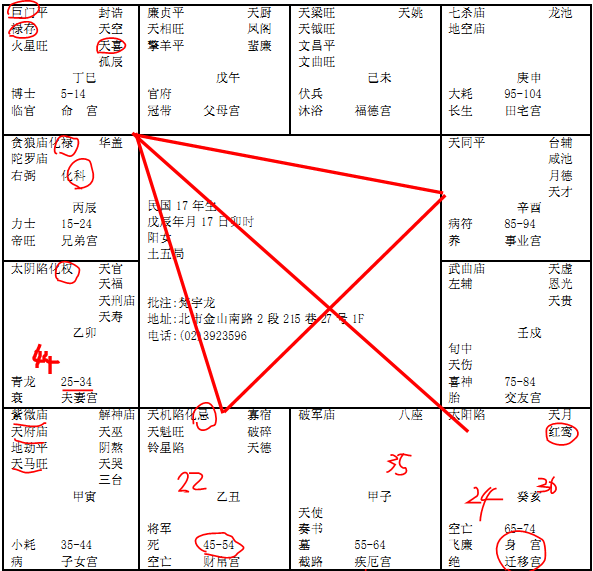 巨门平 封诰
禄存 天空
火星旺 天喜
孤辰
丁巳
博士 5-14
临官 命 宫
廉贞平 天厨
天相旺 凤阁
擎羊平 蜚廉
戊午
官府
冠带 父母宫
天梁旺 天姚
天钺旺
文昌平
文曲旺
己未
伏兵
沐浴 福德宫
七杀庙 龙池
地空庙
庚申
大耗 95-104
长生 田宅宫
贪狼庙化禄 华盖
陀罗庙
右弼 化科
丙辰
力士 15-24
帝旺 兄弟宫
民国 17 年生
戊辰年月 17 日卯时
阳女
土五局
批注: 宇龙
地址:北市金山南路 2 段 215 巷 27 号 1F
电话:(02)3923596
天同平 台辅
咸池
月德
天才
辛酉
病符 85-94
养 事业宫
太阴陷化权 天官
天福
天刑庙
天寿
乙卯
44
青龙 25-34
衰 夫妻宫
武曲庙 天虚
左辅 恩光
天贵
壬戌
旬中
天伤
喜神 75-84
胎 交友宫
紫微庙 解神庙
天府庙 天巫
地劫平 阴煞
天马旺 天哭
三台
甲寅
小耗 35-44
病 子女宫
天机陷化忌 寡宿
天魁旺 破碎
铃星陷 天德
22
乙丑
将军
死 45-54
空亡 财帛宫
破军庙 八座
35
甲子
天使
奏书
墓 55-64
截路 疾厄宫
太阳陷 天月
红鸾
24 36
癸亥
空亡 65-74
飞廉 身 宫
绝 迁移宫